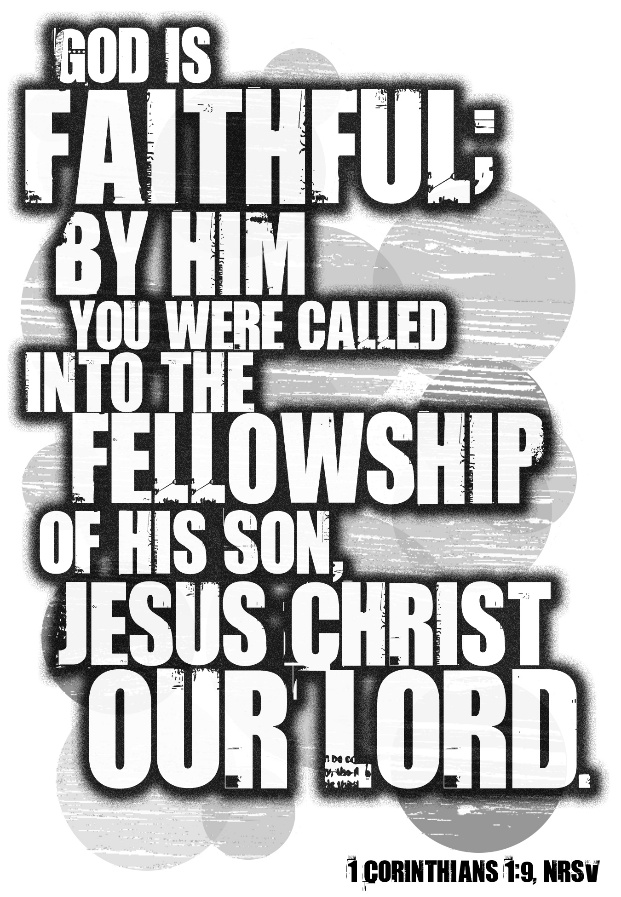 GOD IS
FAITHFUL;
BY HIM
YOU WERE CALLED
INTO THE
FELLOWSHIP
OF HIS SON,
JESUS CHRIST
OUR LORD.
1 CORINTHIANS 1:9, NRSV